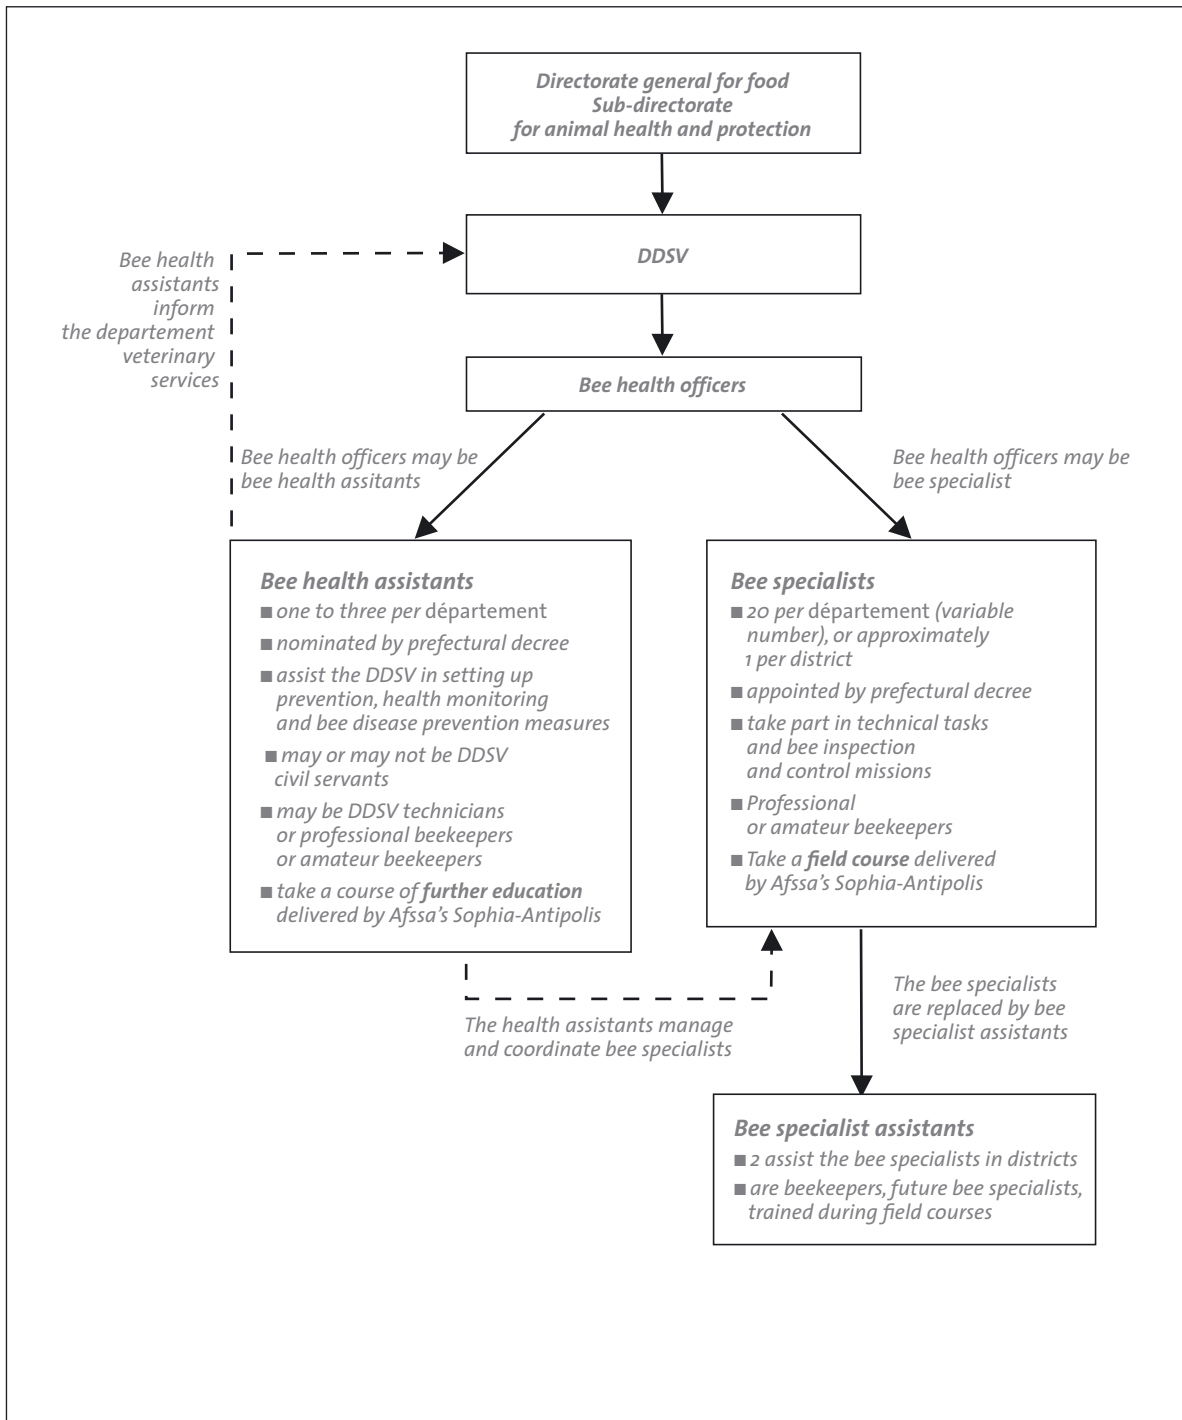 Directorate general for food
Sub-directorate
for animal health and protection
DDSV
Bee health
assistants
inform
the departement
veterinary
services
Bee health officers
Bee health officers may be
bee health assitants
Bee health officers may be
bee specialist
Bee health assistants
■ one to three per département
■ nominated by prefectural decree
■ assist the DDSV in setting up
prevention, health monitoring
and bee disease prevention measures
■ may or may not be DDSV
civil servants
■ may be DDSV technicians
or professional beekeepers
or amateur beekeepers
■ take a course of further education
delivered by Afssa's Sophia-Antipolis
Bee specialists
■ 20 per département (variable
number), or approximately
1 per district
■ appointed by prefectural decree
■ take part in technical tasks
and bee inspection
and control missions
■ Professional
or amateur beekeepers
■ Take a field course delivered
by Afssa's Sophia-Antipolis
The health assistants manage
and coordinate bee specialists
The bee specialists
are replaced by bee
specialist assistants
Bee specialist assistants
■ 2 assist the bee specialists in districts
■ are beekeepers, future bee specialists,
trained during field courses